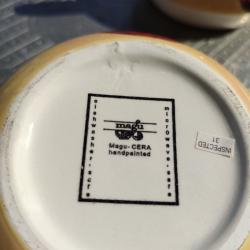 magu
Magu-CERA
handpainted
dishwasher-safe
microwave-safe
INSPECTED
31